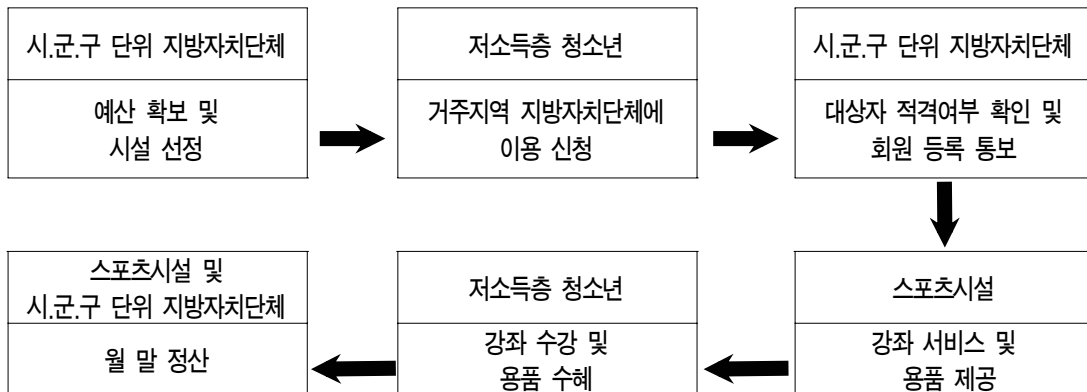 시.군.구 단위 지방자치단체
예산 확보 및
시설 선정
저소득층 청소년
거주지역 지방자치단체에
이용 신청
시.군.구 단위 지방자치단체
대상자 적격여부 확인 및
회원 등록 통보
스포츠시설
강좌 서비스 및
용품 제공
저소득층 청소년
강좌 수강 및
용품 수혜
스포츠시설 및
시.군.구 단위 지방자치단체
월 말 정산